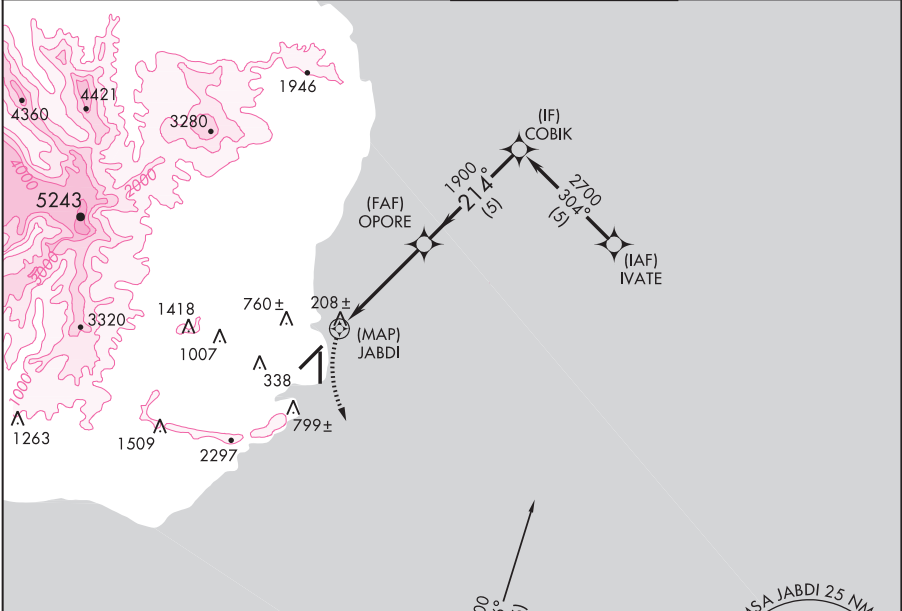 1946
4421
4360
3280
(IF)
COBIK
4000
2000
1900
214°
(5)
2700
304°
(5)
5243
(FAF)
OPORE
(IAF)
IVATE
3000
1418
760±
208±
3320
1007
(MAP)
JABDI
338
1000
1263
1509
799±
2297
MSA JABDI 25 NM